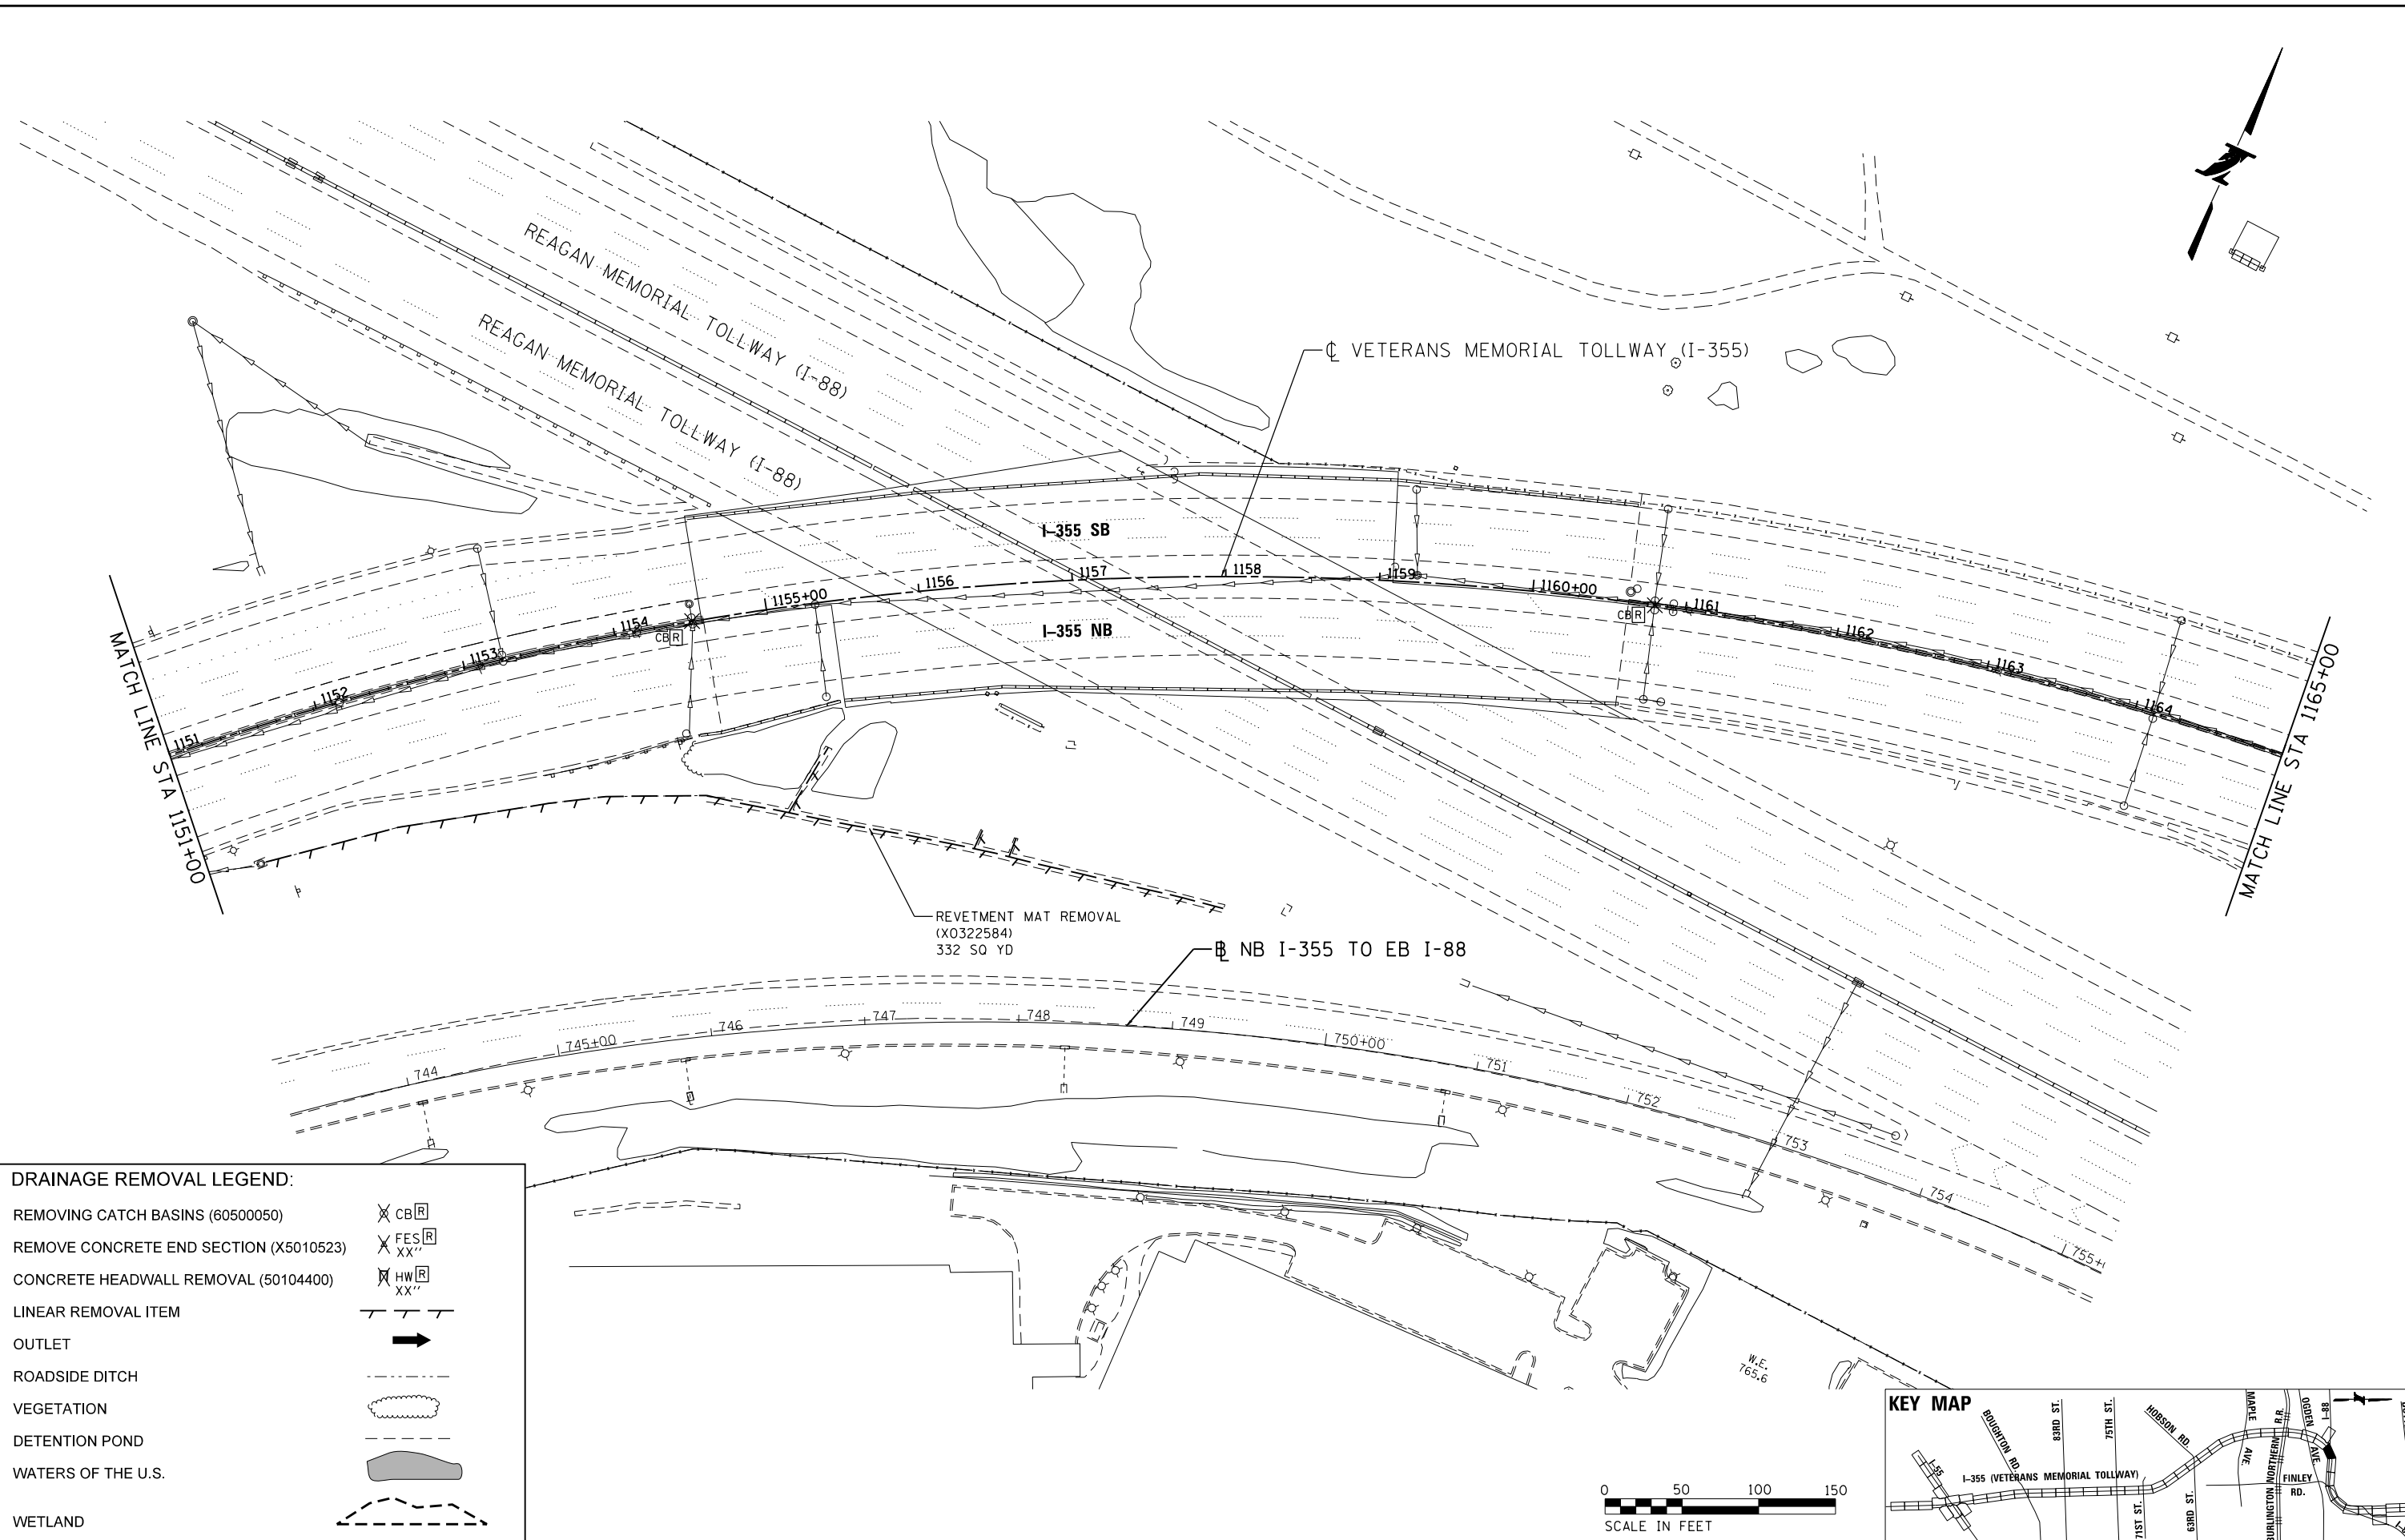 REAGAN MEMORIAL TOLLWAY (I-88)
REAGAN MEMORIAL TOLLWAY (I-88)
℄ VETERANS MEMORIAL TOLLWAY (I-355)
I-355 SB
I-355 NB
1151
1152
1153
1154
1155+00
1156
1157
1158
1159
1160+00
1161
1162
1163
1164
CB R
CB R
MATCH LINE STA 1151+00
MATCH LINE STA 1165+00
REVETMENT MAT REMOVAL
(X0322584)
332 SQ YD
BL NB I-355 TO EB I-88
744
745+00
746
747
748
749
750+00
751
752
753
754
755+
W.E.
765.6
DRAINAGE REMOVAL LEGEND:
REMOVING CATCH BASINS (60500050) CB R
REMOVE CONCRETE END SECTION (X5010523) FES R
XX''
CONCRETE HEADWALL REMOVAL (50104400) HW R
XX''
LINEAR REMOVAL ITEM
OUTLET
ROADSIDE DITCH
VEGETATION
DETENTION POND
WATERS OF THE U.S.
WETLAND
0 50 100 150
SCALE IN FEET
KEY MAP
I-55
BOUGHTON RD.
83RD ST.
75TH ST.
HOBSON RD.
MAPLE AVE.
BURLINGTON NORTHERN R.R.
OGDEN AVE.
I-88
I-355 (VETERANS MEMORIAL TOLLWAY)
71ST ST.
63RD ST.
FINLEY
RD.